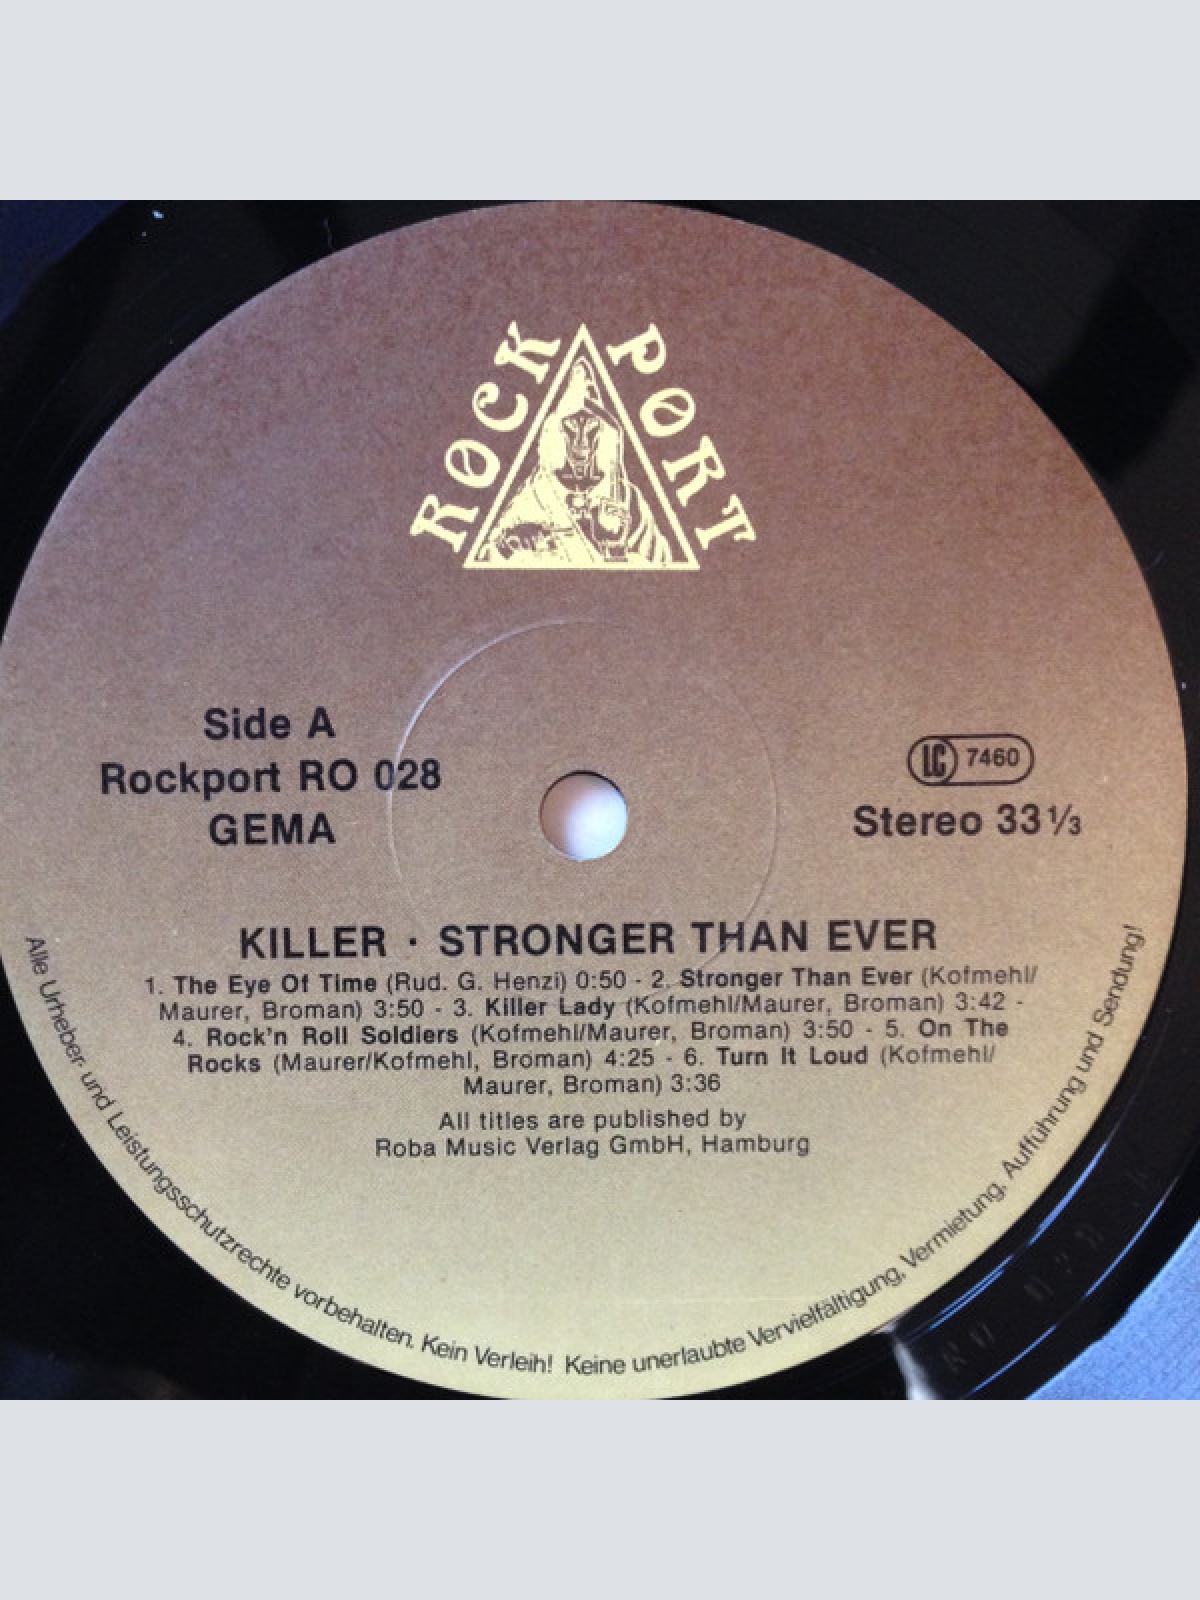 ROCK PORT
Side A
Rockport RO 028
GEMA
LC 7460
Stereo 33 1/3
KILLER · STRONGER THAN EVER
1. The Eye Of Time (Rud. G. Henzi) 0:50 - 2. Stronger Than Ever (Kofmehl/
Maurer, Broman) 3:50 - 3. Killer Lady (Kofmehl/Maurer, Broman) 3:42 -
4. Rock'n Roll Soldiers (Kofmehl/Maurer, Broman) 3:50 - 5. On The
Rocks (Maurer/Kofmehl, Broman) 4:25 - 6. Turn It Loud (Kofmehl/
Maurer, Broman) 3:36
All titles are published by
Roba Music Verlag GmbH, Hamburg
Alle Urheber- und Leistungsschutzrechte vorbehalten. Kein Verleih! Keine unerlaubte Vervielfältigung, Vermietung, Aufführung und Sendung!